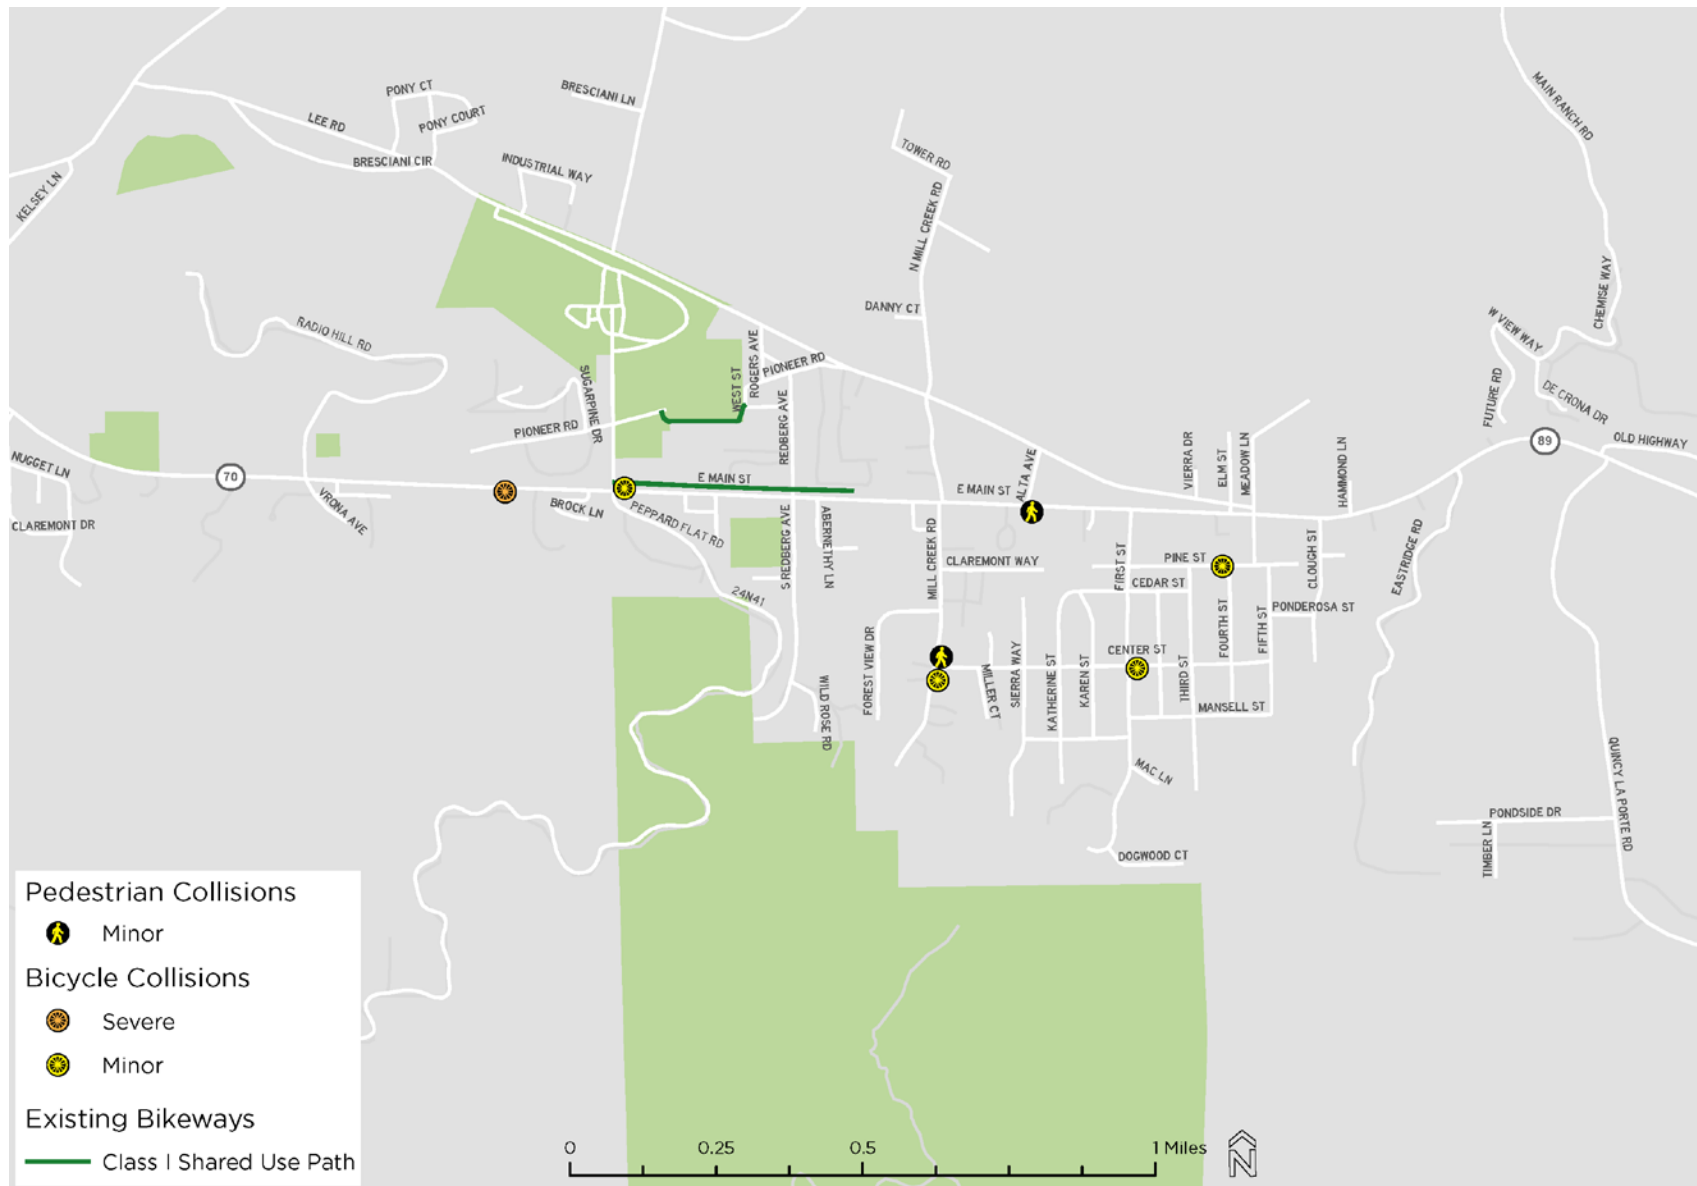 PONY CT
BRESCIANI LN
MAIN RANCH RD
LEE RD
PONY COURT
BRESCIANI CIR
INDUSTRIAL WAY
TOWER RD
KELSEY LN
N MILL CREEK RD
CHEMISE WAY
DANNY CT
W VIEW WAY
RADIO HILL RD
ROGERS AVE
PIONEER RD
WEST ST
SUGARPINE DR
FUTURE RD
DE CRONA DR
REDBERG AVE
PIONEER RD
OLD HIGHWAY
89
NUGGET LN
70
E MAIN ST
E MAIN ST
ALTA AVE
VIERRA DR
ELM ST
MEADOW LN
HAMMOND LN
VRONA AVE
BROCK LN
PEPPARD FLAT RD
CLAREMONT DR
S REDBERG AVE
ABERNETHY LN
MILL CREEK RD
CLAREMONT WAY
FIRST ST
PINE ST
CEDAR ST
CLOUGH ST
EASTRIDGE RD
24N41
PONDEROSA ST
FOURTH ST
FIFTH ST
FOREST VIEW DR
CENTER ST
WILD ROSE RD
MILLER CT
SIERRA WAY
KATHERINE ST
KAREN ST
THIRD ST
MANSELL ST
MAC LN
QUINCY LA PORTE RD
PONDSIDE DR
TIMBER LN
DOGWOOD CT
Pedestrian Collisions
Minor
Bicycle Collisions
Severe
Minor
Existing Bikeways
Class I Shared Use Path
0 0.25 0.5 1 Miles
N